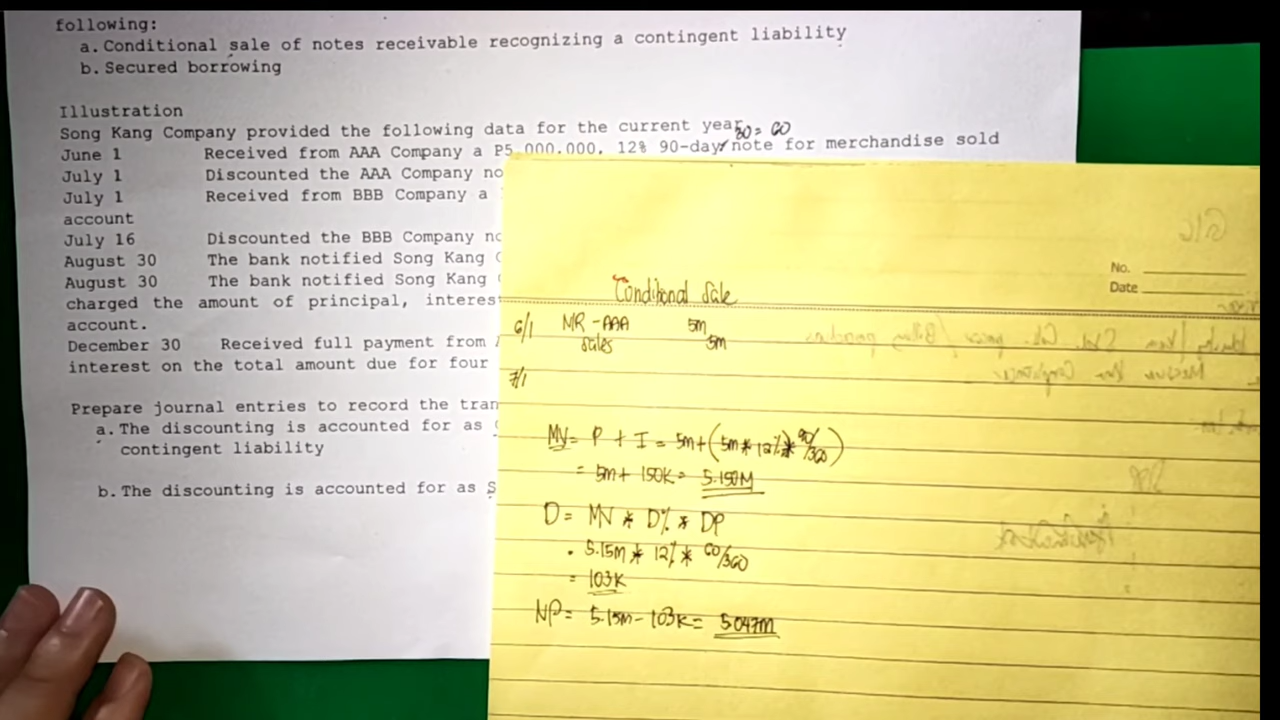 following:
a. Conditional sale of notes receivable recognizing a contingent liability
b. Secured borrowing
Illustration
Song Kang Company provided the following data for the current year
30 = 60
June 1 Received from AAA Company a P5,000,000, 12% 90-day note for merchandise sold
July 1 Discounted the AAA Company
July 1 Received from BBB Company a
account
July 16 Discounted the BBB Company
August 30 The bank notified Song Kang
August 30 The bank notified Song Kang
charged the amount of principal,
account.
December 30 Received full payment from
interest on the total amount due for four
Prepare journal entries to record the
a. The discounting is accounted for as
contingent liability
b. The discounting is accounted for as
No.
Date
Conditional Sale
6/1 NR - AAA 5m
Sales 5m
7/1
MV = P + I = 5m + (5m * 12% * 90/360)
= 5m + 150K = 5.150M
D = MV * D% * DP
= 5.15m * 12% * 60/360
= 103K
NP = 5.15m - 103K = 5.047m